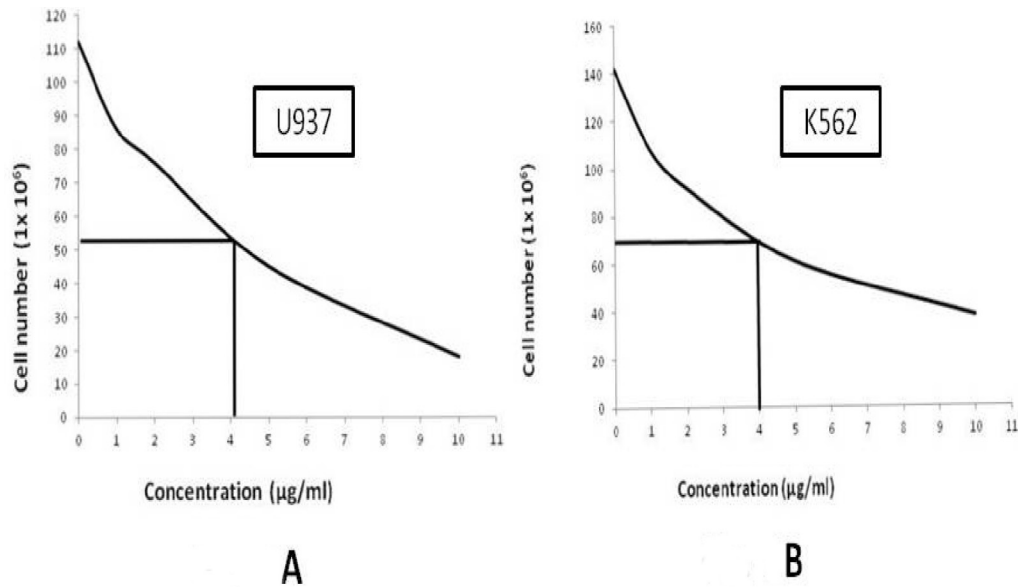 120
110
100
90
80
70
60
50
40
30
20
10
0
Cell number (1x 10⁶)
U937
0 1 2 3 4 5 6 7 8 9 10 11
Concentration (µg/ml)
A
160
140
120
100
80
60
40
20
0
Cell number (1x 10⁶)
K562
0 1 2 3 4 5 6 7 8 9 10 11
Concentration (µg/ml)
B